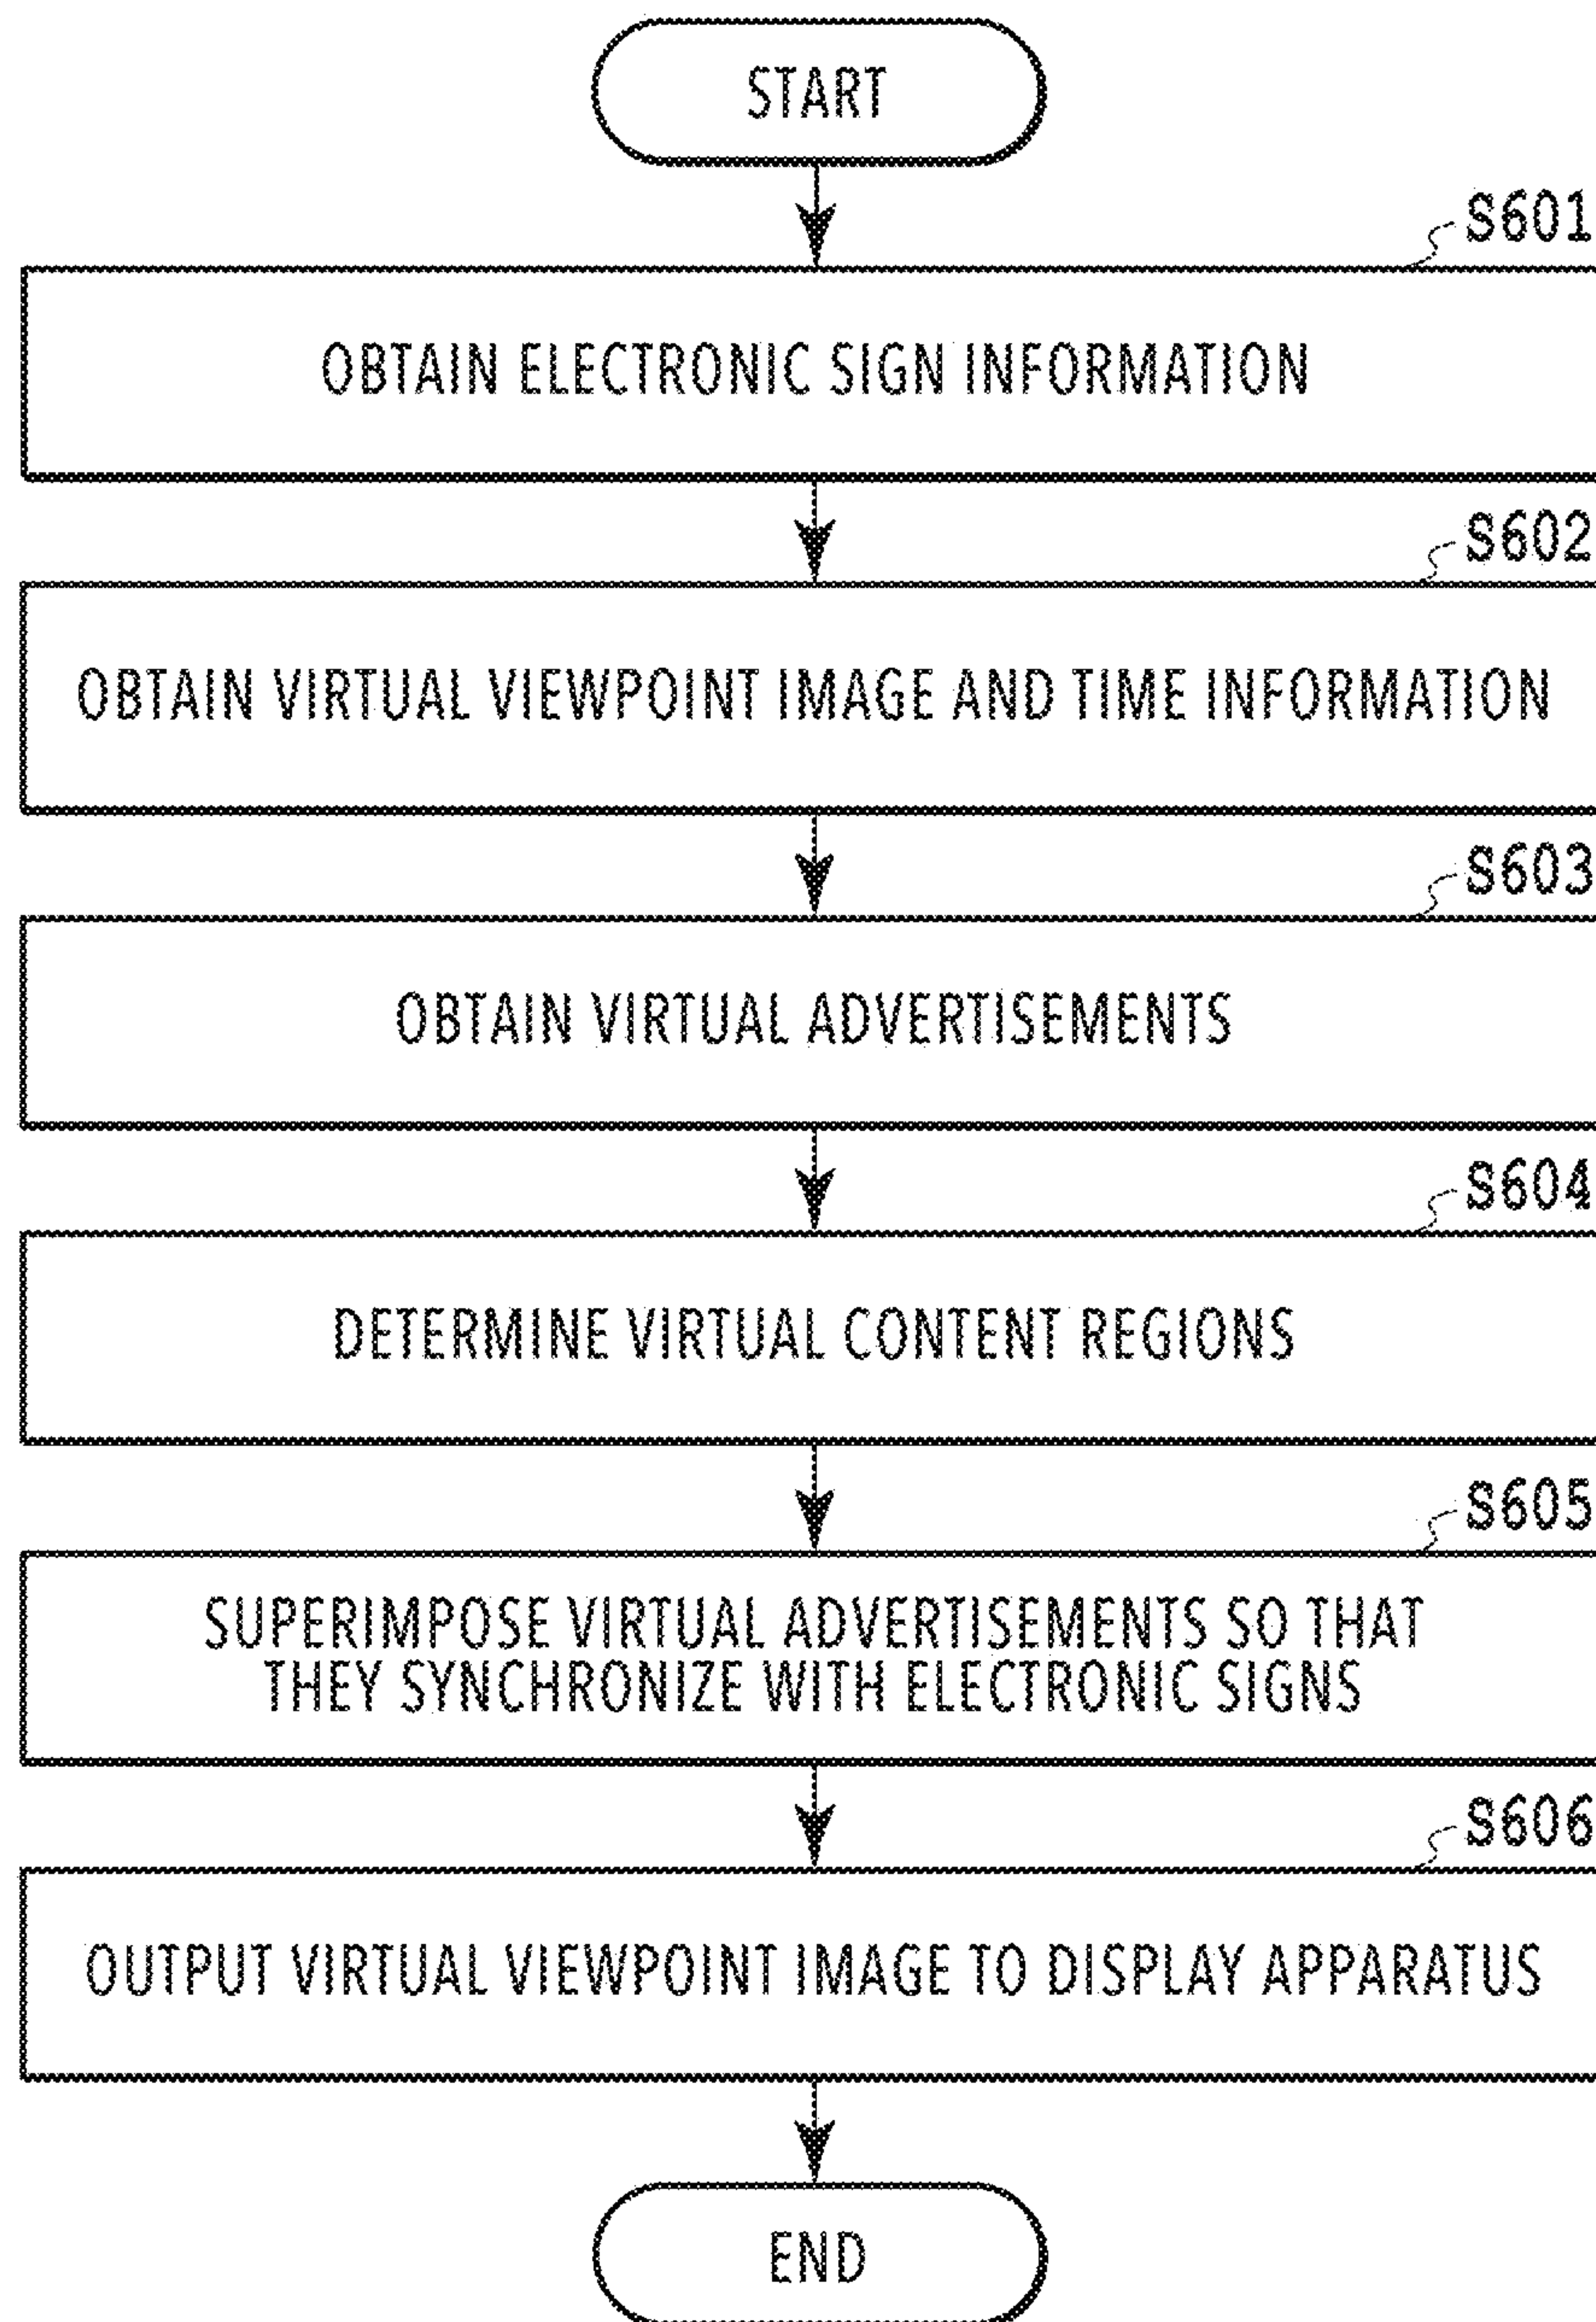 START
S601
OBTAIN ELECTRONIC SIGN INFORMATION
S602
OBTAIN VIRTUAL VIEWPOINT IMAGE AND TIME INFORMATION
S603
OBTAIN VIRTUAL ADVERTISEMENTS
S604
DETERMINE VIRTUAL CONTENT REGIONS
S605
SUPERIMPOSE VIRTUAL ADVERTISEMENTS SO THAT
THEY SYNCHRONIZE WITH ELECTRONIC SIGNS
S606
OUTPUT VIRTUAL VIEWPOINT IMAGE TO DISPLAY APPARATUS
END